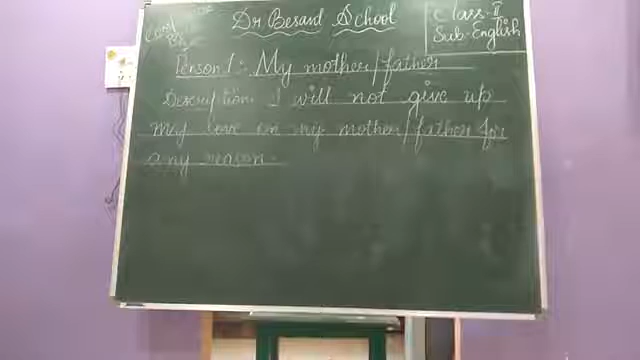 Dr Besant School
Class-II
Sub-English
Person 1:- My mother/father
Description: I will not give up
my love on my mother/father for
any reason.